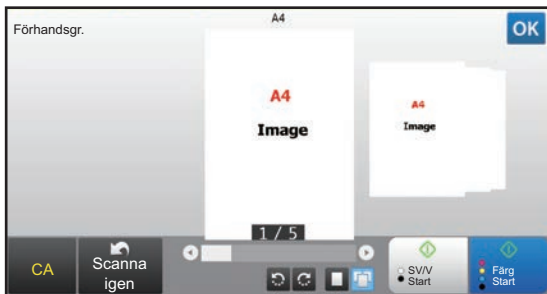 Förhandsgr.
A4
OK
A4
Image
A4
Image
1 / 5
CA
Scanna
igen
SV/V
Start
Färg
Start